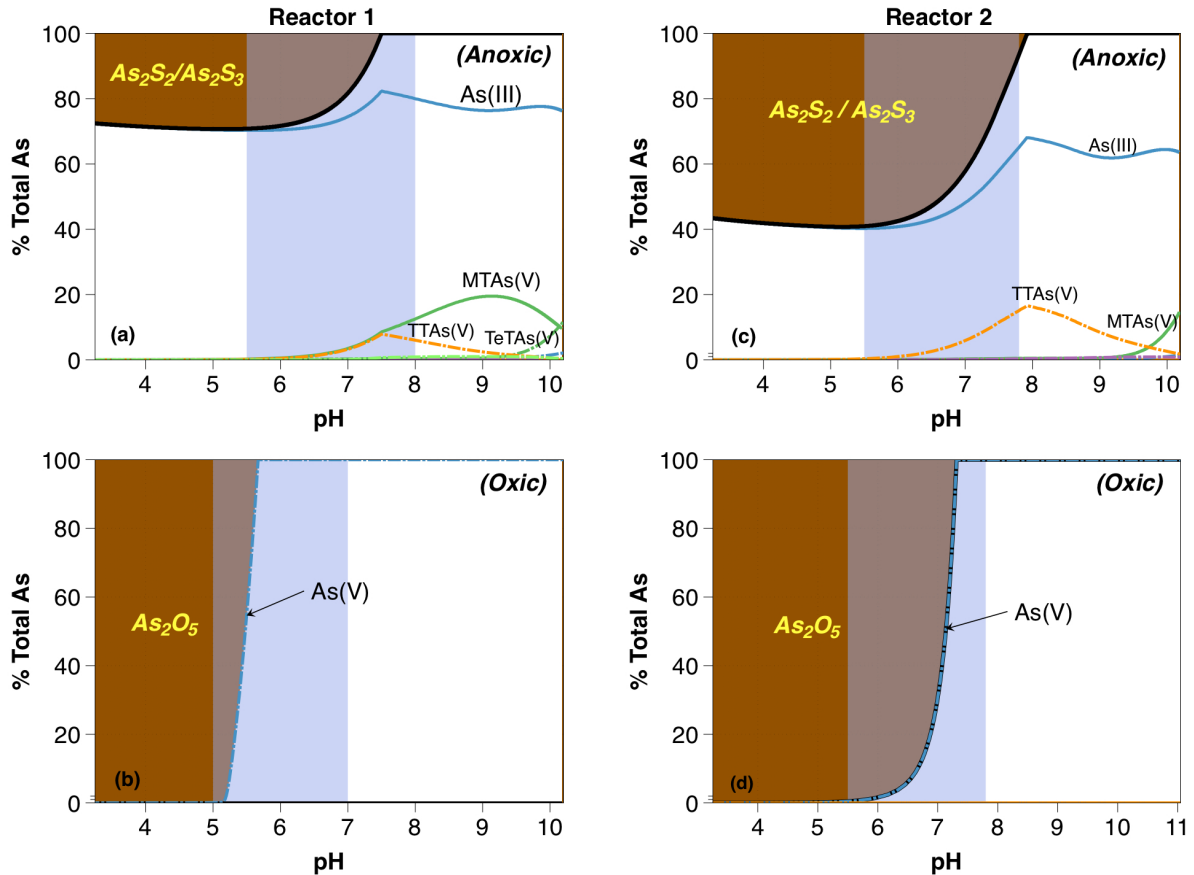 Reactor 1
100
80
60
40
20
0
% Total As
As₂S₂/As₂S₃
(Anoxic)
As(III)
MTAs(V)
TTAs(V)
TeTAs(V)
(a)
4 5 6 7 8 9 10
pH
Reactor 2
100
80
60
40
20
0
% Total As
(Anoxic)
As₂S₂ / As₂S₃
As(III)
TTAs(V)
MTAs(V)
(c)
4 5 6 7 8 9 10
pH
100
80
60
40
20
0
% Total As
(Oxic)
As(V)
As₂O₅
(b)
4 5 6 7 8 9 10
pH
100
80
60
40
20
0
% Total As
(Oxic)
As(V)
As₂O₅
(d)
4 5 6 7 8 9 10 11
pH